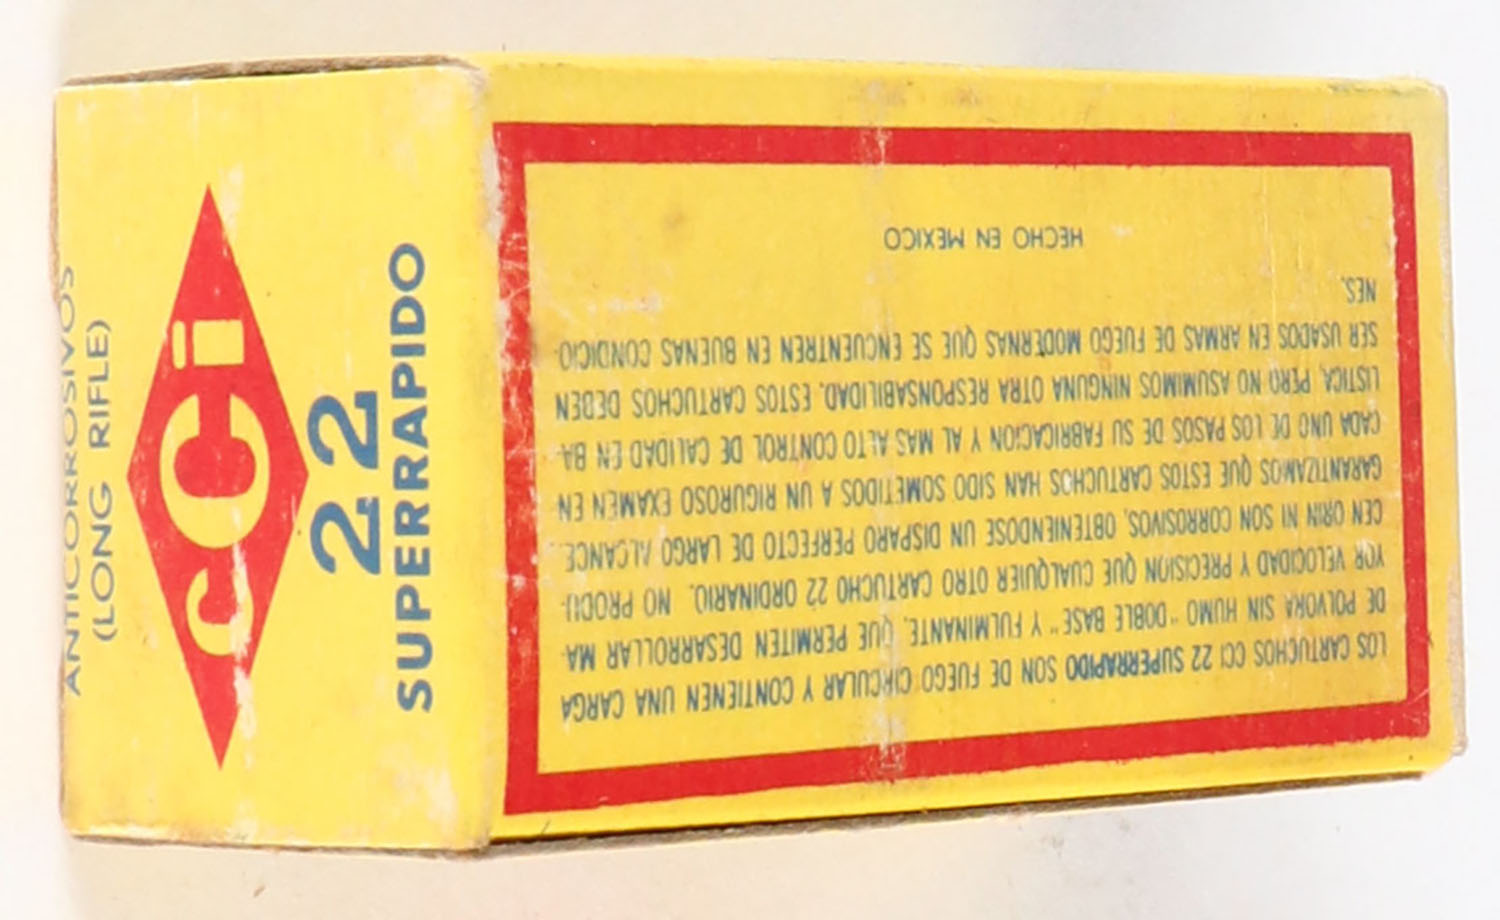 ANTICORROSIVOS
(LONG RIFLE)
CCi
22
SUPERRAPIDO
LOS CARTUCHOS CCI 22 SUPERRAPIDO SON DE FUEGO CIRCULAR Y CONTIENEN UNA CARGA
DE POLVORA SIN HUMO "DOBLE BASE" Y FULMINANTE, QUE PERMITEN DESARROLLAR MA-
YOR VELOCIDAD Y PRECISION QUE CUALQUIER OTRO CARTUCHO 22 ORDINARIO. NO PRODU-
CEN ORIN NI SON CORROSIVOS, OBTENIENDOSE UN DISPARO PERFECTO DE LARGO ALCANCE.
GARANTIZAMOS QUE ESTOS CARTUCHOS HAN SIDO SOMETIDOS A UN RIGUROSO EXAMEN EN
CADA UNO DE LOS PASOS DE SU FABRICACION Y AL MAS ALTO CONTROL DE CALIDAD EN BA-
LISTICA, PERO NO ASUMIMOS NINGUNA OTRA RESPONSABILIDAD. ESTOS CARTUCHOS DEBEN
SER USADOS EN ARMAS DE FUEGO MODERNAS QUE SE ENCUENTREN EN BUENAS CONDICIO-
NES.
HECHO EN MEXICO